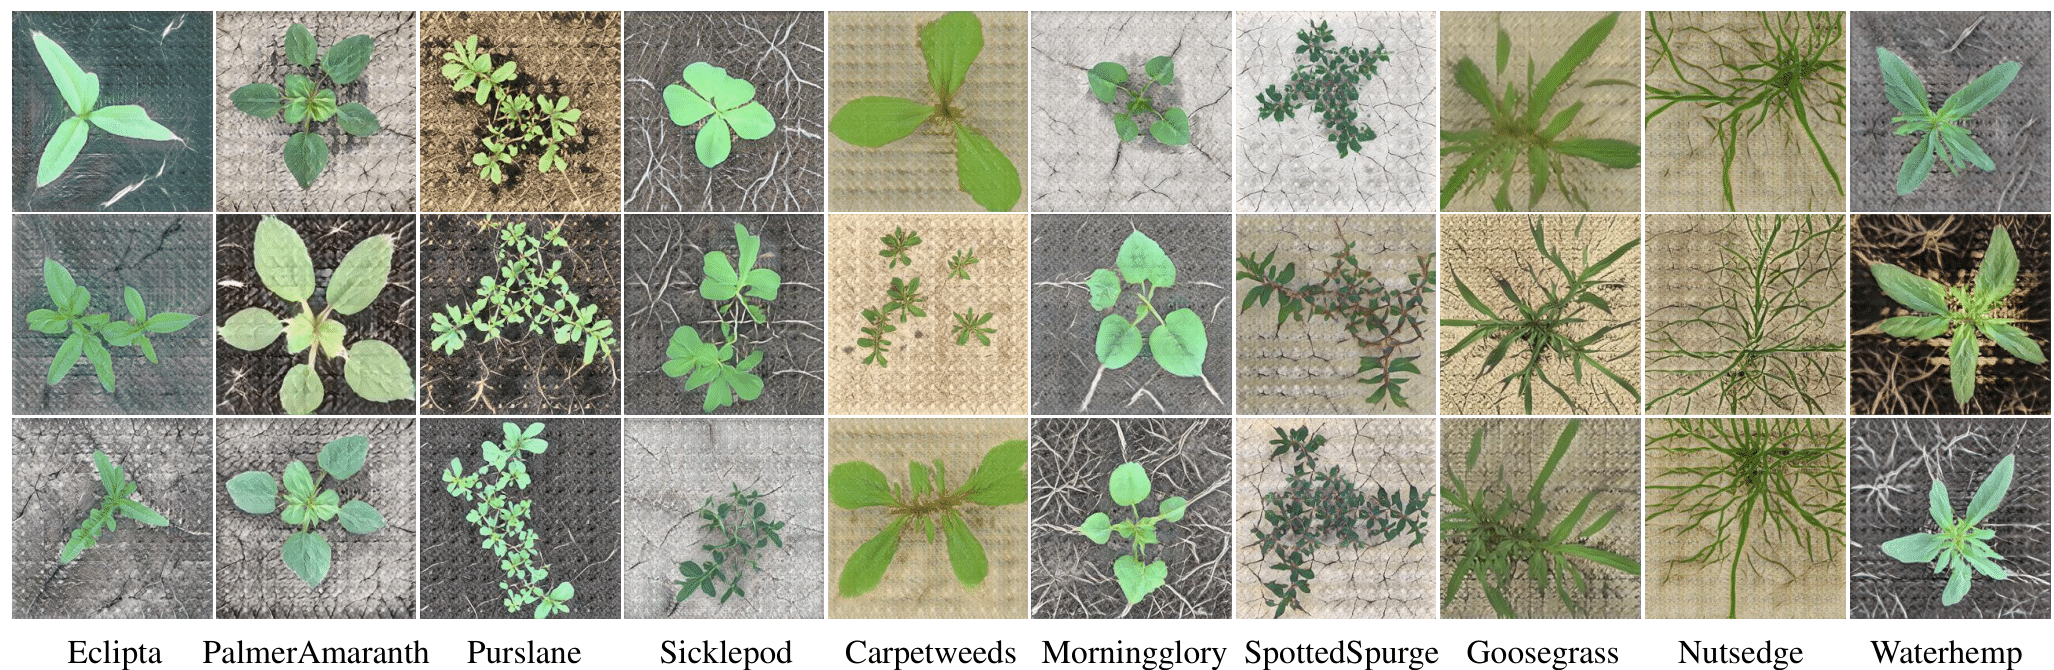 Eclipta PalmerAmaranth Purslane Sicklepod Carpetweeds Morningglory SpottedSpurge Goosegrass Nutsedge Waterhemp